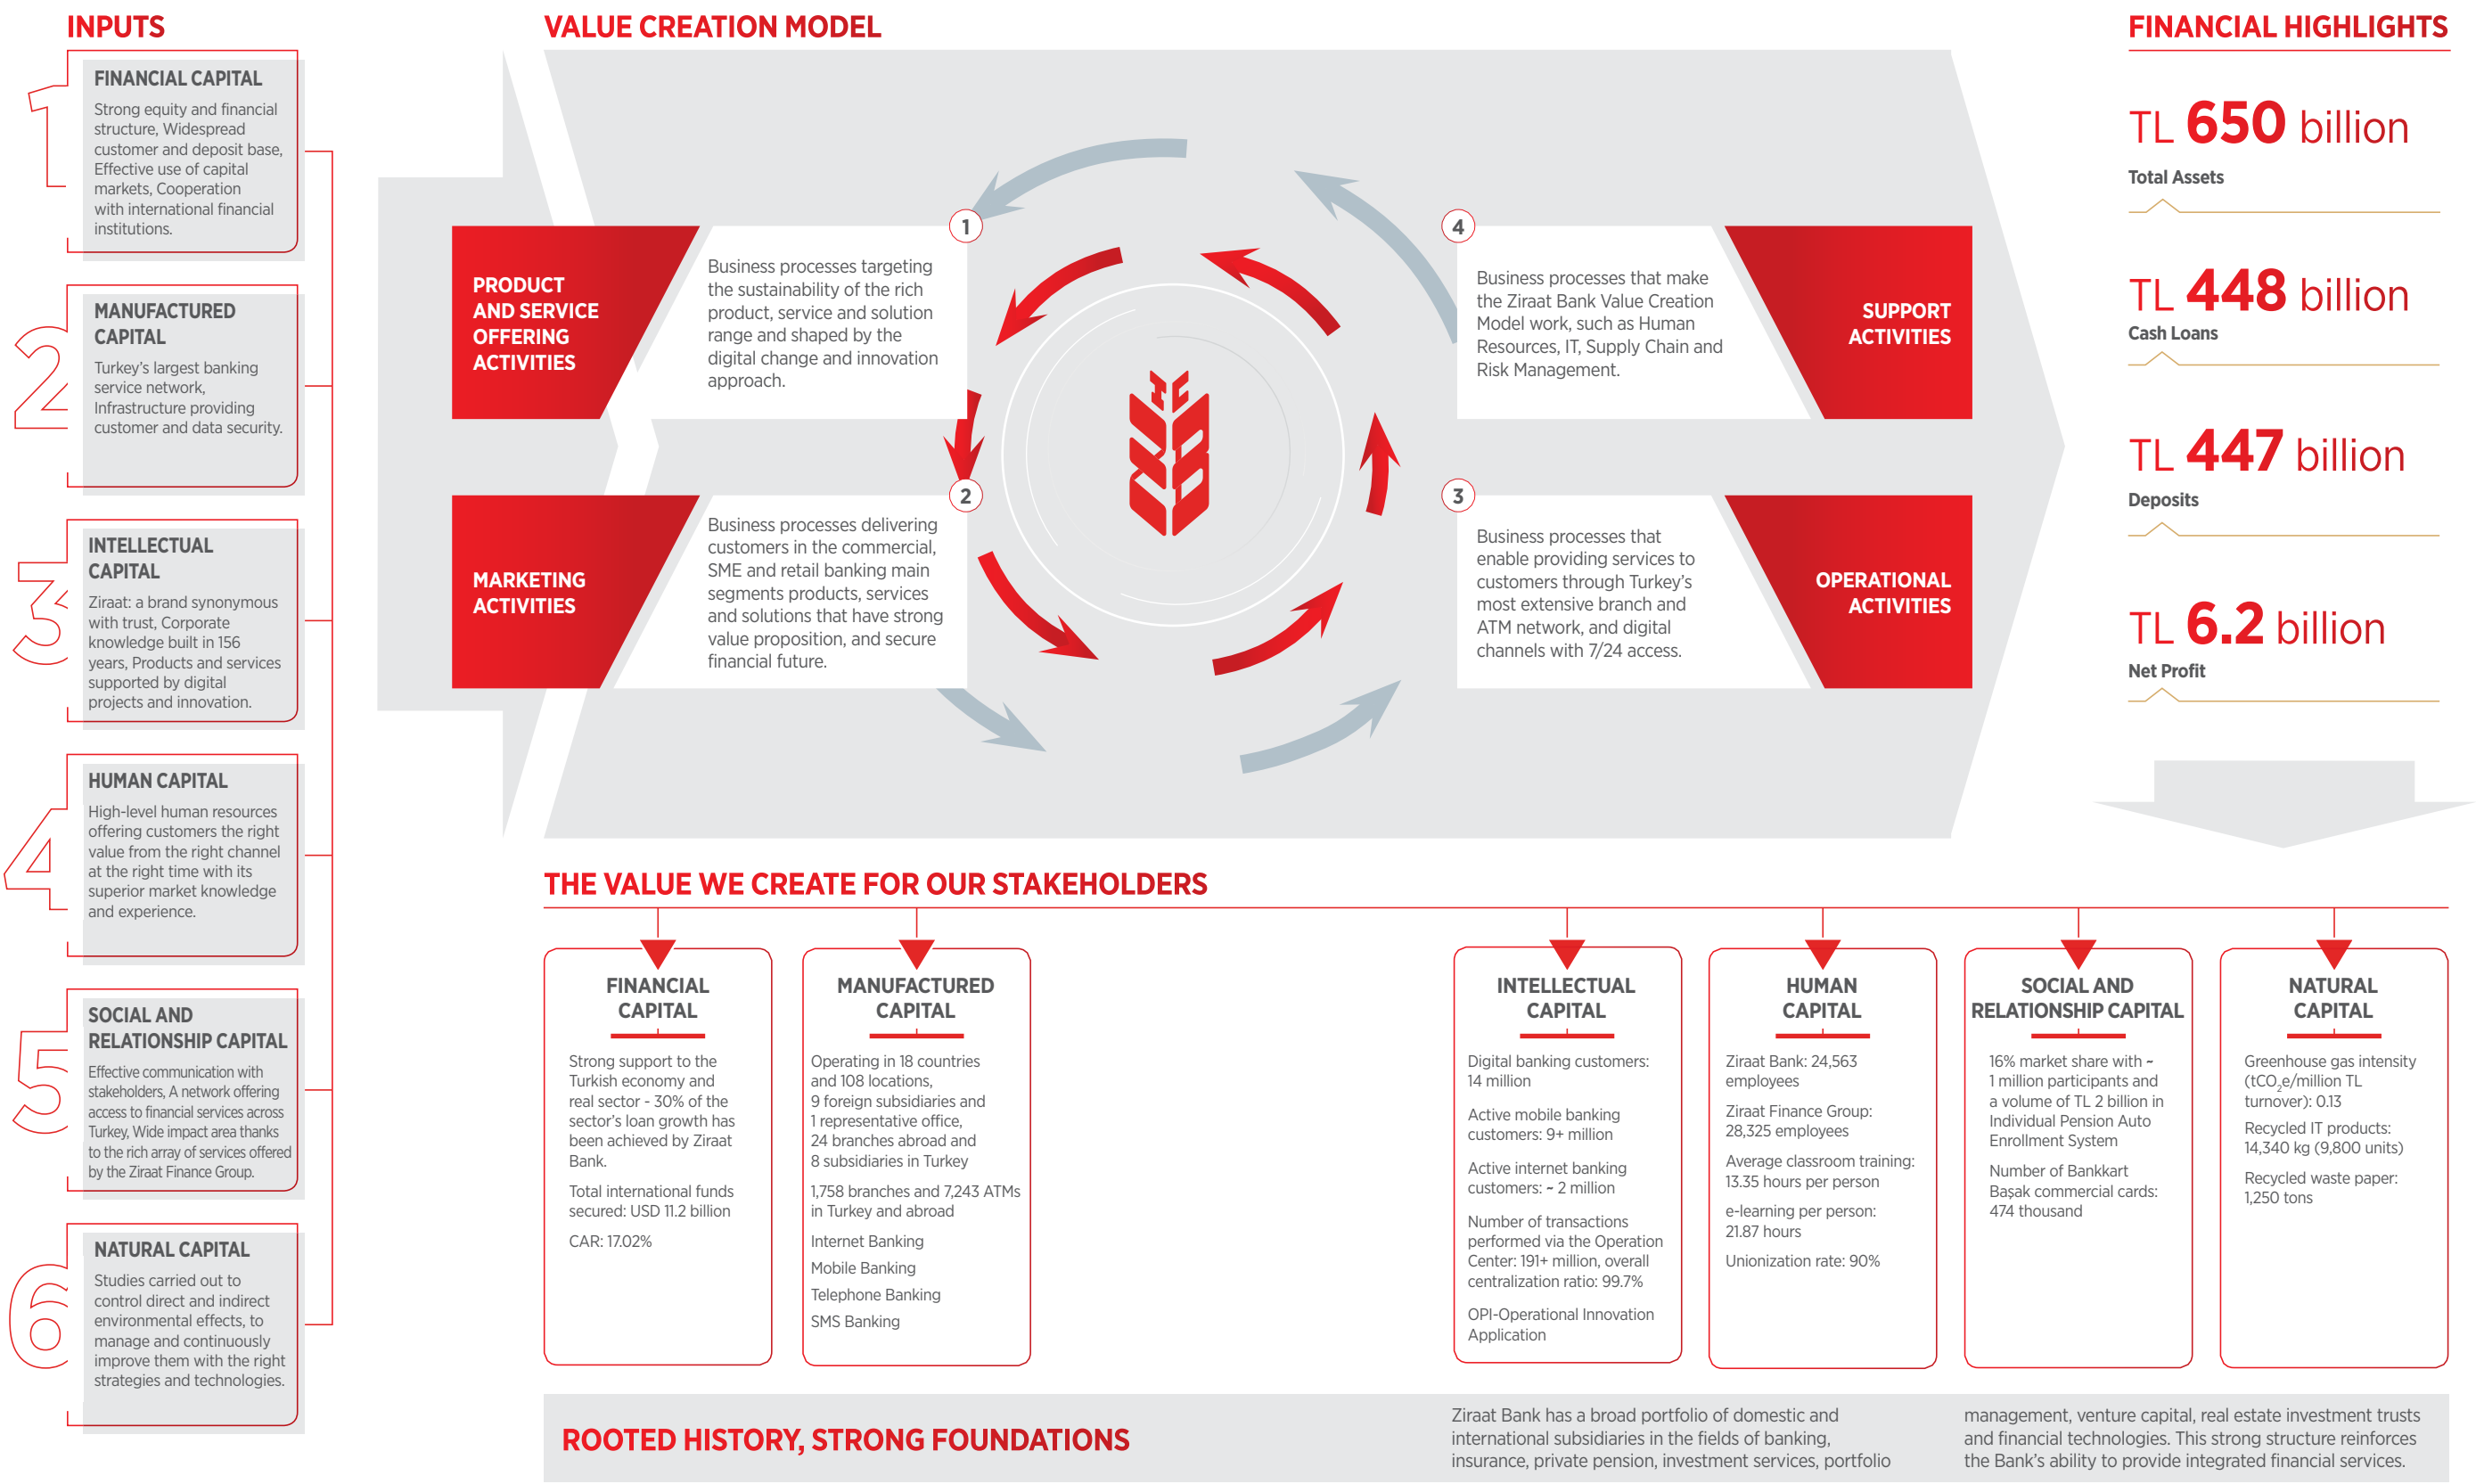 INPUTS
1
FINANCIAL CAPITAL
Strong equity and financial
structure, Widespread
customer and deposit base,
Effective use of capital
markets, Cooperation
with international financial
institutions.
2
MANUFACTURED
CAPITAL
Turkey's largest banking
service network,
Infrastructure providing
customer and data security.
3
INTELLECTUAL
CAPITAL
Ziraat: a brand synonymous
with trust, Corporate
knowledge built in 156
years, Products and services
supported by digital
projects and innovation.
4
HUMAN CAPITAL
High-level human resources
offering customers the right
value from the right channel
at the right time with its
superior market knowledge
and experience.
5
SOCIAL AND
RELATIONSHIP CAPITAL
Effective communication with
stakeholders, A network offering
access to financial services across
Turkey, Wide impact area thanks
to the rich array of services offered
by the Ziraat Finance Group.
6
NATURAL CAPITAL
Studies carried out to
control direct and indirect
environmental effects, to
manage and continuously
improve them with the right
strategies and technologies.
VALUE CREATION MODEL
PRODUCT
AND SERVICE
OFFERING
ACTIVITIES
1
Business processes targeting
the sustainability of the rich
product, service and solution
range and shaped by the
digital change and innovation
approach.
MARKETING
ACTIVITIES
2
Business processes delivering
customers in the commercial,
SME and retail banking main
segments products, services
and solutions that have strong
value proposition, and secure
financial future.
3
Business processes that
enable providing services to
customers through Turkey's
most extensive branch and
ATM network, and digital
channels with 7/24 access.
OPERATIONAL
ACTIVITIES
4
Business processes that make
the Ziraat Bank Value Creation
Model work, such as Human
Resources, IT, Supply Chain and
Risk Management.
SUPPORT
ACTIVITIES
FINANCIAL HIGHLIGHTS
TL 650 billion
Total Assets
TL 448 billion
Cash Loans
TL 447 billion
Deposits
TL 6.2 billion
Net Profit
THE VALUE WE CREATE FOR OUR STAKEHOLDERS
FINANCIAL
CAPITAL
Strong support to the
Turkish economy and
real sector - 30% of the
sector's loan growth has
been achieved by Ziraat
Bank.
Total international funds
secured: USD 11.2 billion
CAR: 17.02%
MANUFACTURED
CAPITAL
Operating in 18 countries
and 108 locations,
9 foreign subsidiaries and
1 representative office,
24 branches abroad and
8 subsidiaries in Turkey
1,758 branches and 7,243 ATMs
in Turkey and abroad
Internet Banking
Mobile Banking
Telephone Banking
SMS Banking
INTELLECTUAL
CAPITAL
Digital banking customers:
14 million
Active mobile banking
customers: 9+ million
Active internet banking
customers: ~ 2 million
Number of transactions
performed via the Operation
Center: 191+ million, overall
centralization ratio: 99.7%
OPI-Operational Innovation
Application
HUMAN
CAPITAL
Ziraat Bank: 24,563
employees
Ziraat Finance Group:
28,325 employees
Average classroom training:
13.35 hours per person
e-learning per person:
21.87 hours
Unionization rate: 90%
SOCIAL AND
RELATIONSHIP CAPITAL
16% market share with ~
1 million participants and
a volume of TL 2 billion in
Individual Pension Auto
Enrollment System
Number of Bankkart
Başak commercial cards:
474 thousand
NATURAL
CAPITAL
Greenhouse gas intensity
(tCO₂e/million TL
turnover): 0.13
Recycled IT products:
14,340 kg (9,800 units)
Recycled waste paper:
1,250 tons
ROOTED HISTORY, STRONG FOUNDATIONS
Ziraat Bank has a broad portfolio of domestic and
international subsidiaries in the fields of banking,
insurance, private pension, investment services, portfolio
management, venture capital, real estate investment trusts
and financial technologies. This strong structure reinforces
the Bank's ability to provide integrated financial services.